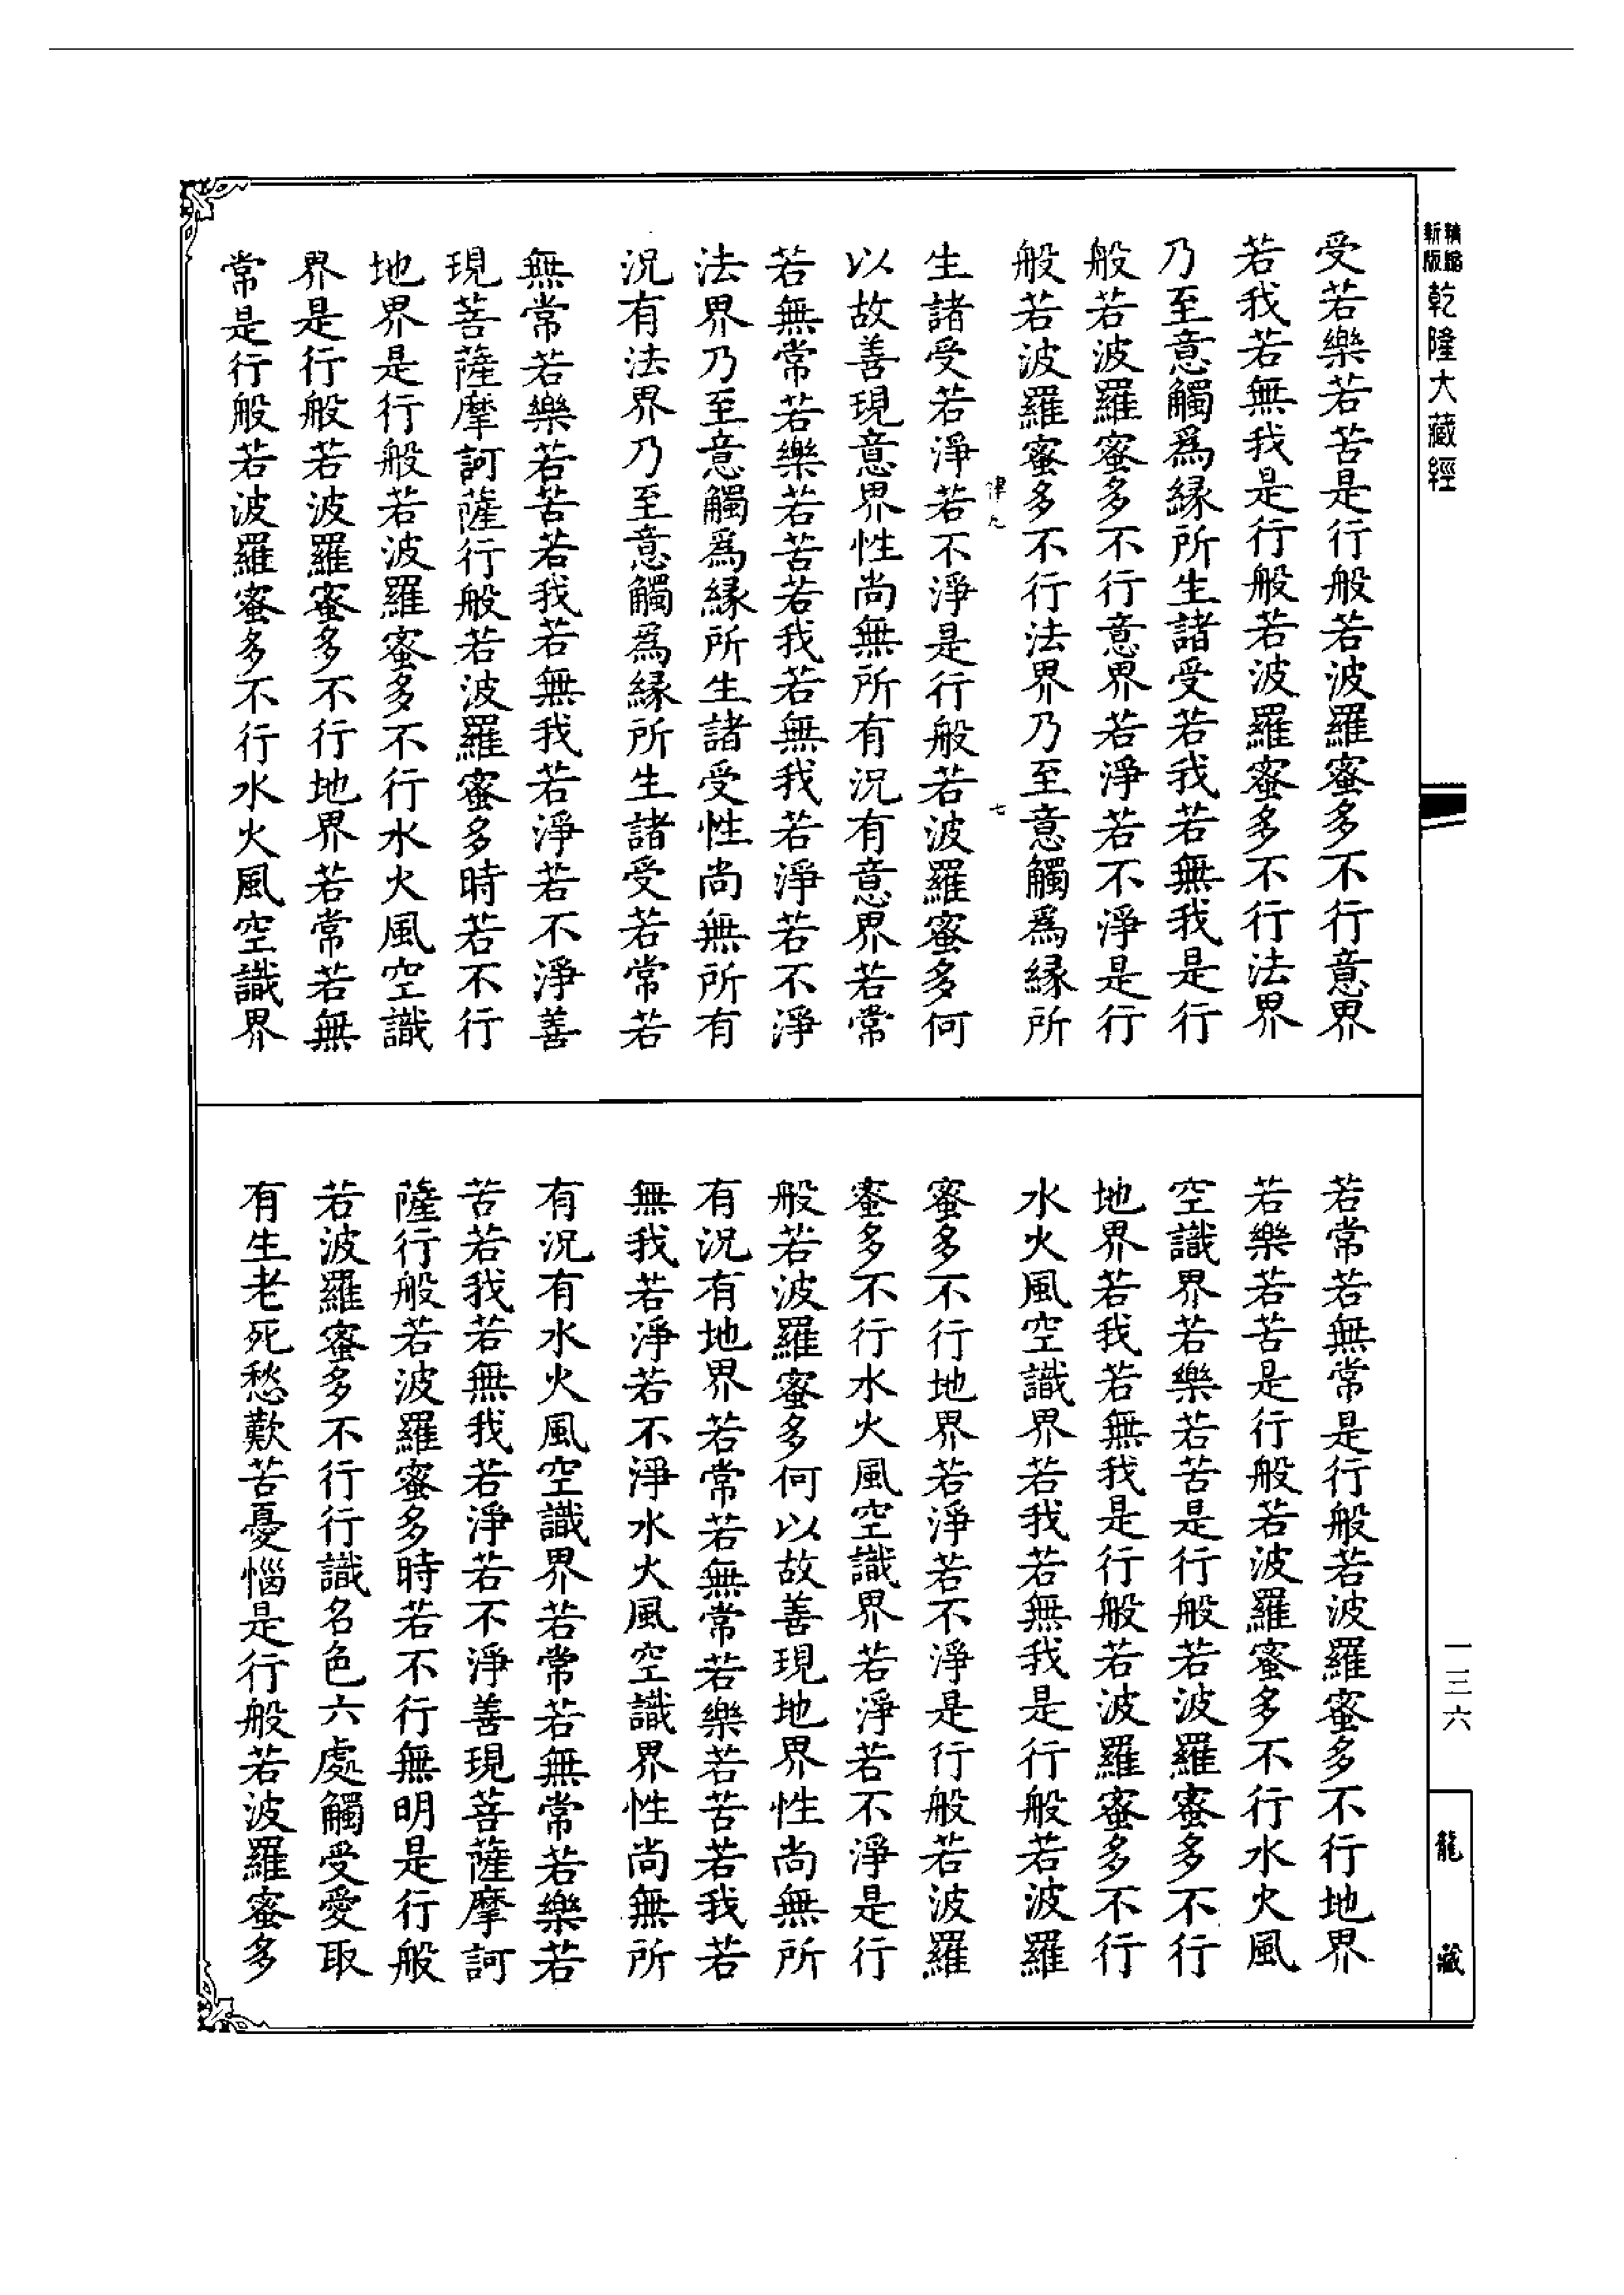 乾隆大藏經
受若樂若苦是行般若波羅蜜多不行意界
若我若無我是行般若波羅蜜多不行法界
乃至意觸爲緣所生諸受若我若無我是行
般若波羅蜜多不行意界若淨若不淨是行
般若波羅蜜多不行法界乃至意觸爲緣所
律九
七
生諸受若淨若不淨是行般若波羅蜜多何
以故善現意界性尚無所有況有意界若常
若無常若樂若苦若我若無我若淨若不淨
法界乃至意觸爲緣所生諸受性尚無所有
況有法界乃至意觸爲緣所生諸受若常若
無常若樂若苦若我若無我若淨若不淨善
現菩薩摩訶薩行般若波羅蜜多時若不行
地界是行般若波羅蜜多不行水火風空識
界是行般若波羅蜜多不行地界若常若無
常是行般若波羅蜜多不行水火風空識界
若常若無常是行般若波羅蜜多不行地界
若樂若苦是行般若波羅蜜多不行水火風
空識界若樂若苦是行般若波羅蜜多不行
地界若我若無我是行般若波羅蜜多不行
水火風空識界若我若無我是行般若波羅
蜜多不行地界若淨若不淨是行般若波羅
蜜多不行水火風空識界若淨若不淨是行
般若波羅蜜多何以故善現地界性尚無所
有況有地界若常若無常若樂若苦若我若
無我若淨若不淨水火風空識界性尚無所
有況有水火風空識界若常若無常若樂若
苦若我若無我若淨若不淨善現菩薩摩訶
薩行般若波羅蜜多時若不行無明是行般
若波羅蜜多不行行識名色六處觸受愛取
有生老死愁歎苦憂惱是行般若波羅蜜多
一三六
龍藏